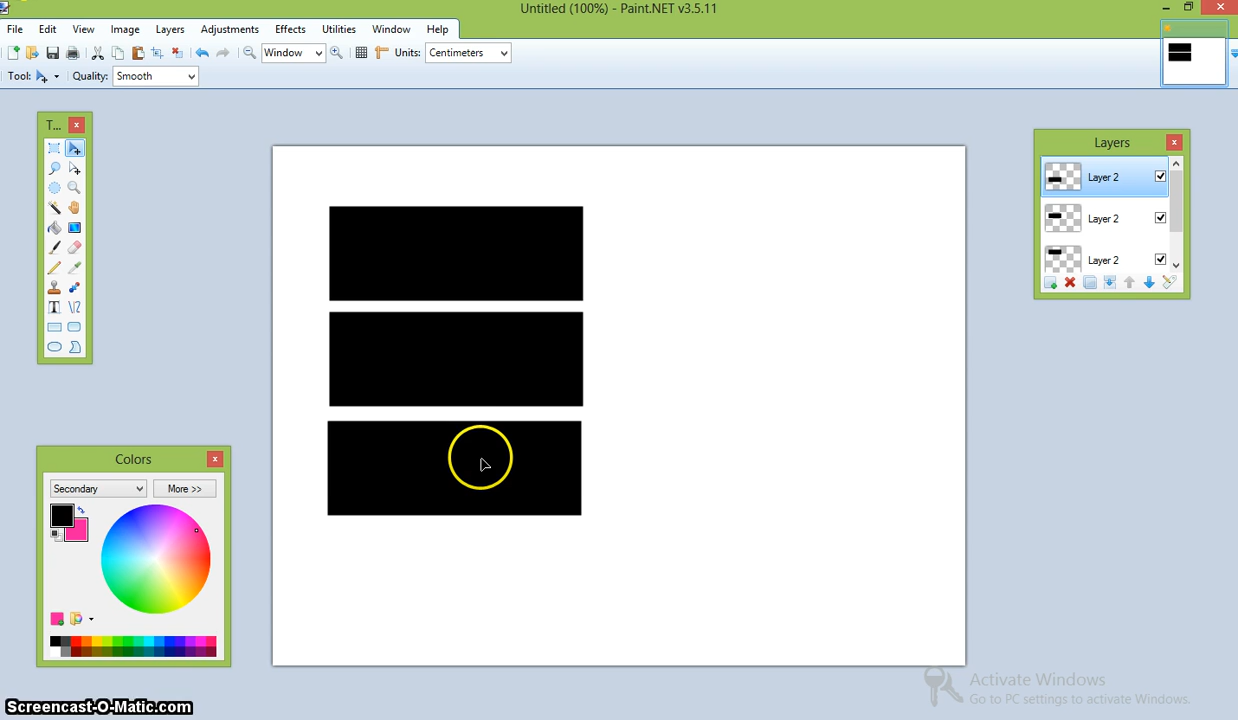 Untitled (100%) - Paint.NET v3.5.11
File Edit View Image Layers Adjustments Effects Utilities Window Help
Window Units: Centimeters
Tool: Quality: Smooth
T... x
Layers x
Layer 2
Layer 2
Layer 2
Colors x
Secondary More >>
Activate Windows
Go to PC settings to activate Windows.
Screencast-O-Matic.com